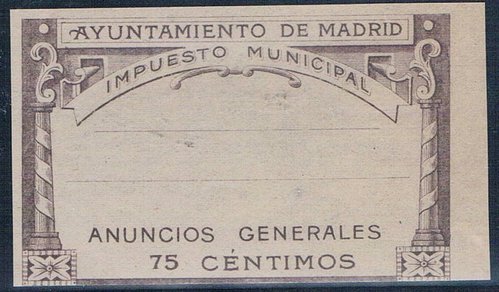 AYUNTAMIENTO DE MADRID
IMPUESTO MUNICIPAL
ANUNCIOS GENERALES
75 CÉNTIMOS